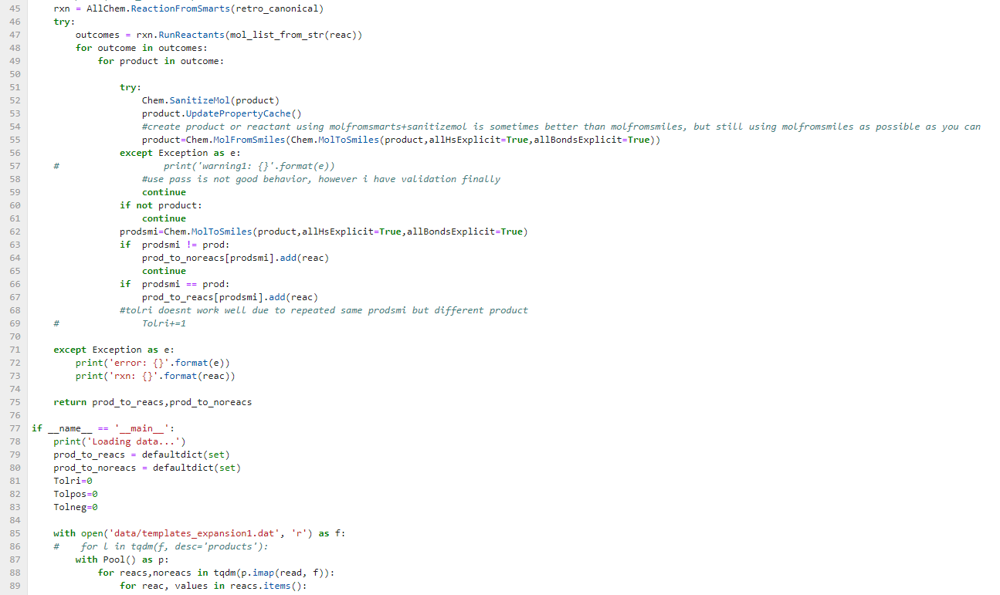 45 rxn = AllChem.ReactionFromSmarts(retro_canonical)
46 try:
47 outcomes = rxn.RunReactants(mol_list_from_str(reac))
48 for outcome in outcomes:
49 for product in outcome:
50
51 try:
52 Chem.SanitizeMol(product)
53 product.UpdatePropertyCache()
54 #create product or reactant using molfromsmarts+sanitizemol is sometimes better than molfromsmiles, but still using molfromsmiles as possible as you can
55 product=Chem.MolFromSmiles(Chem.MolToSmiles(product,allHsExplicit=True,allBondsExplicit=True))
56 except Exception as e:
57 # print('warning1: {}'.format(e))
58 #use pass is not good behavior, however i have validation finally
59 continue
60 if not product:
61 continue
62 prodsmi=Chem.MolToSmiles(product,allHsExplicit=True,allBondsExplicit=True)
63 if prodsmi != prod:
64 prod_to_noreacs[prodsmi].add(reac)
65 continue
66 if prodsmi == prod:
67 prod_to_reacs[prodsmi].add(reac)
68 #tolri doesnt work well due to repeated same prodsmi but different product
69 # Tolri+=1
70
71 except Exception as e:
72 print('error: {}'.format(e))
73 print('rxn: {}'.format(reac))
74
75 return prod_to_reacs,prod_to_noreacs
76
77 if __name__ == '__main__':
78 print('Loading data...')
79 prod_to_reacs = defaultdict(set)
80 prod_to_noreacs = defaultdict(set)
81 Tolri=0
82 Tolpos=0
83 Tolneg=0
84
85 with open('data/templates_expansion1.dat', 'r') as f:
86 # for l in tqdm(f, desc='products'):
87 with Pool() as p:
88 for reacs,noreacs in tqdm(p.imap(read, f)):
89 for reac, values in reacs.items():